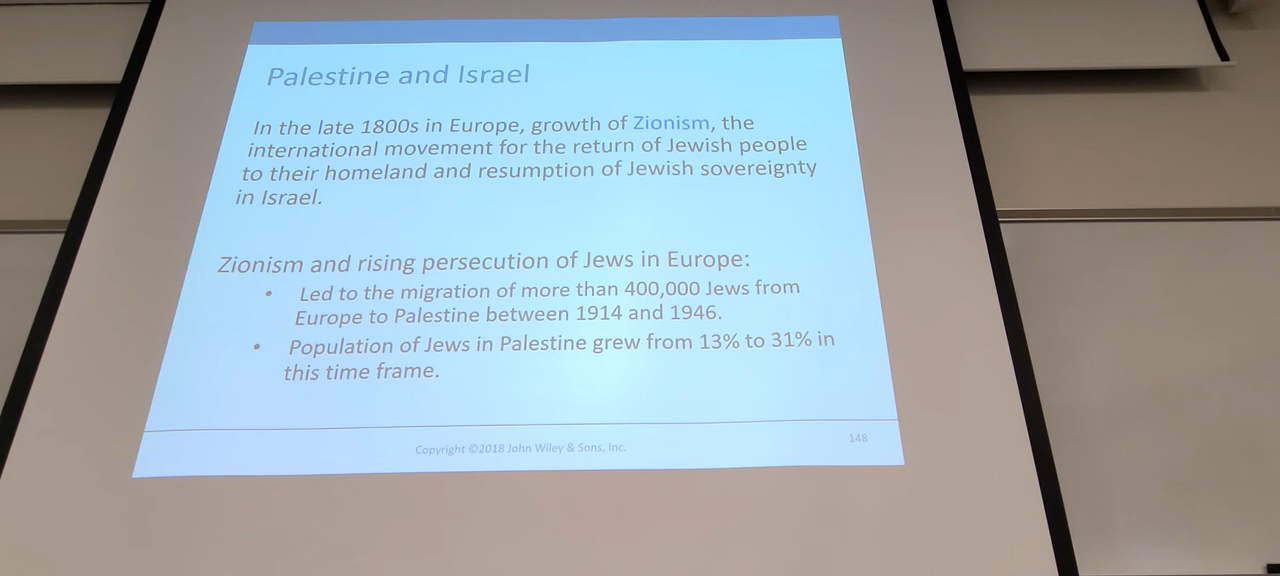 Palestine and Israel
In the late 1800s in Europe, growth of Zionism, the
international movement for the return of Jewish people
to their homeland and resumption of Jewish sovereignty
in Israel.
Zionism and rising persecution of Jews in Europe:
• Led to the migration of more than 400,000 Jews from
Europe to Palestine between 1914 and 1946.
• Population of Jews in Palestine grew from 13% to 31% in
this time frame.
Copyright ©2018 John Wiley & Sons, Inc.
148